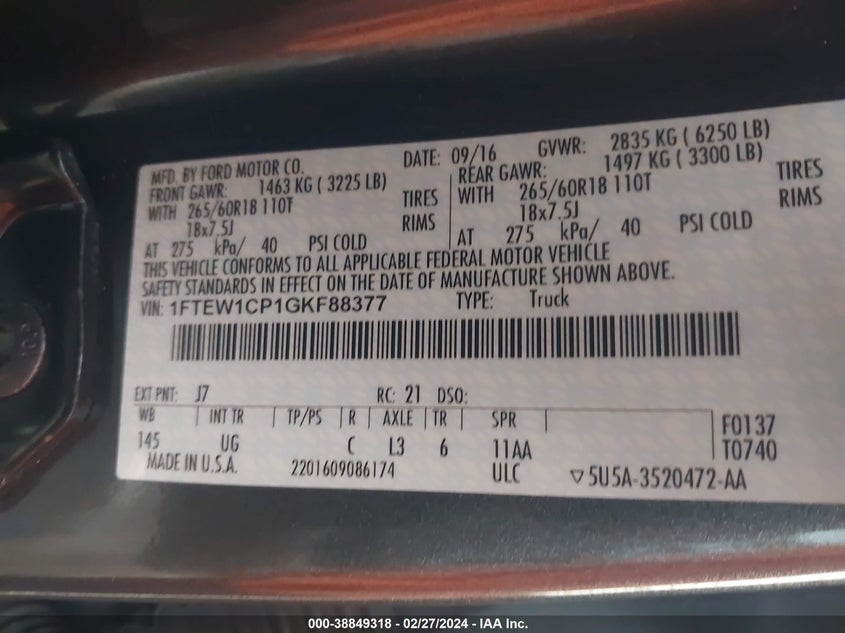 MFD. BY FORD MOTOR CO.
DATE: 09/16 GVWR: 2835 KG ( 6250 LB)
FRONT GAWR: 1463 KG ( 3225 LB)
WITH 265/60R18 110T TIRES
18x7.5J RIMS
AT 275 kPa/ 40 PSI COLD
REAR GAWR: 1497 KG ( 3300 LB)
WITH 265/60R18 110T TIRES
18x7.5J RIMS
AT 275 kPa/ 40 PSI COLD
THIS VEHICLE CONFORMS TO ALL APPLICABLE FEDERAL MOTOR VEHICLE
SAFETY STANDARDS IN EFFECT ON THE DATE OF MANUFACTURE SHOWN ABOVE.
VIN: 1FTEW1CP1GKF88377 TYPE: Truck
EXT PNT: J7 RC: 21 DSO:
WB INT TR TP/PS R AXLE TR SPR F0137
145 UG C L3 6 11AA T0740
MADE IN U.S.A. 2201609086174 ULC ▽5U5A-3520472-AA
000-38849318 / 02/27/2024 - IAA Inc.